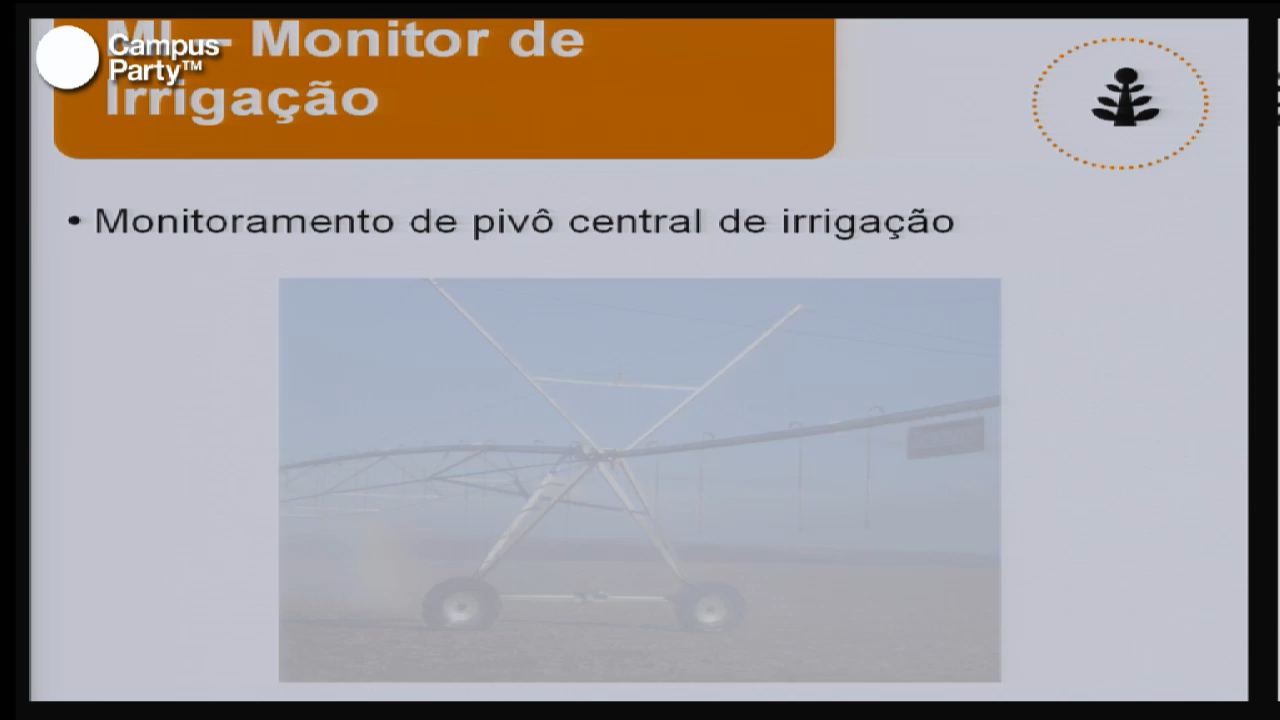 MI – Monitor de
Irrigação
Campus
Party™
• Monitoramento de pivô central de irrigação